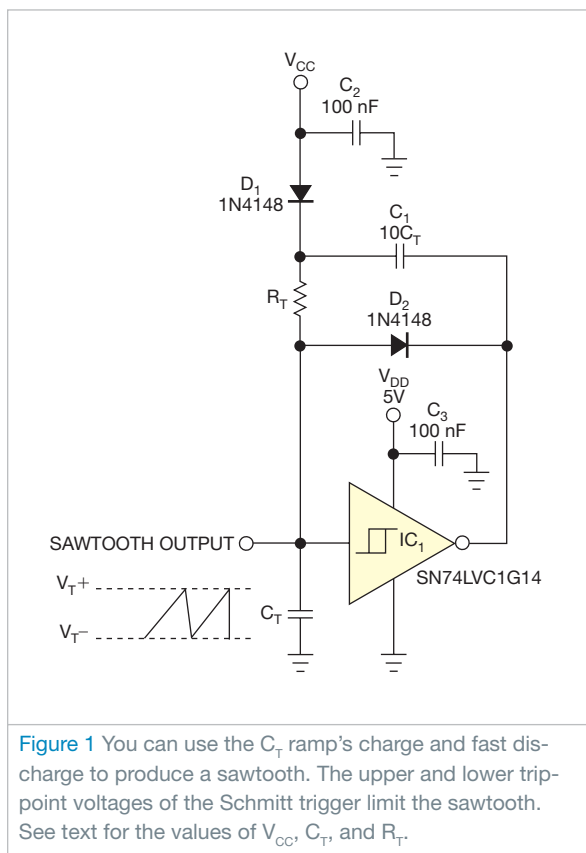 V_CC
C_2
100 nF
D_1
1N4148
C_1
10C_T
R_T
D_2
1N4148
V_DD
5V
C_3
100 nF
SAWTOOTH OUTPUT
IC_1
SN74LVC1G14
V_T+
V_T−
C_T
Figure 1 You can use the C_T ramp’s charge and fast dis-
charge to produce a sawtooth. The upper and lower trip-
point voltages of the Schmitt trigger limit the sawtooth.
See text for the values of V_CC, C_T, and R_T.